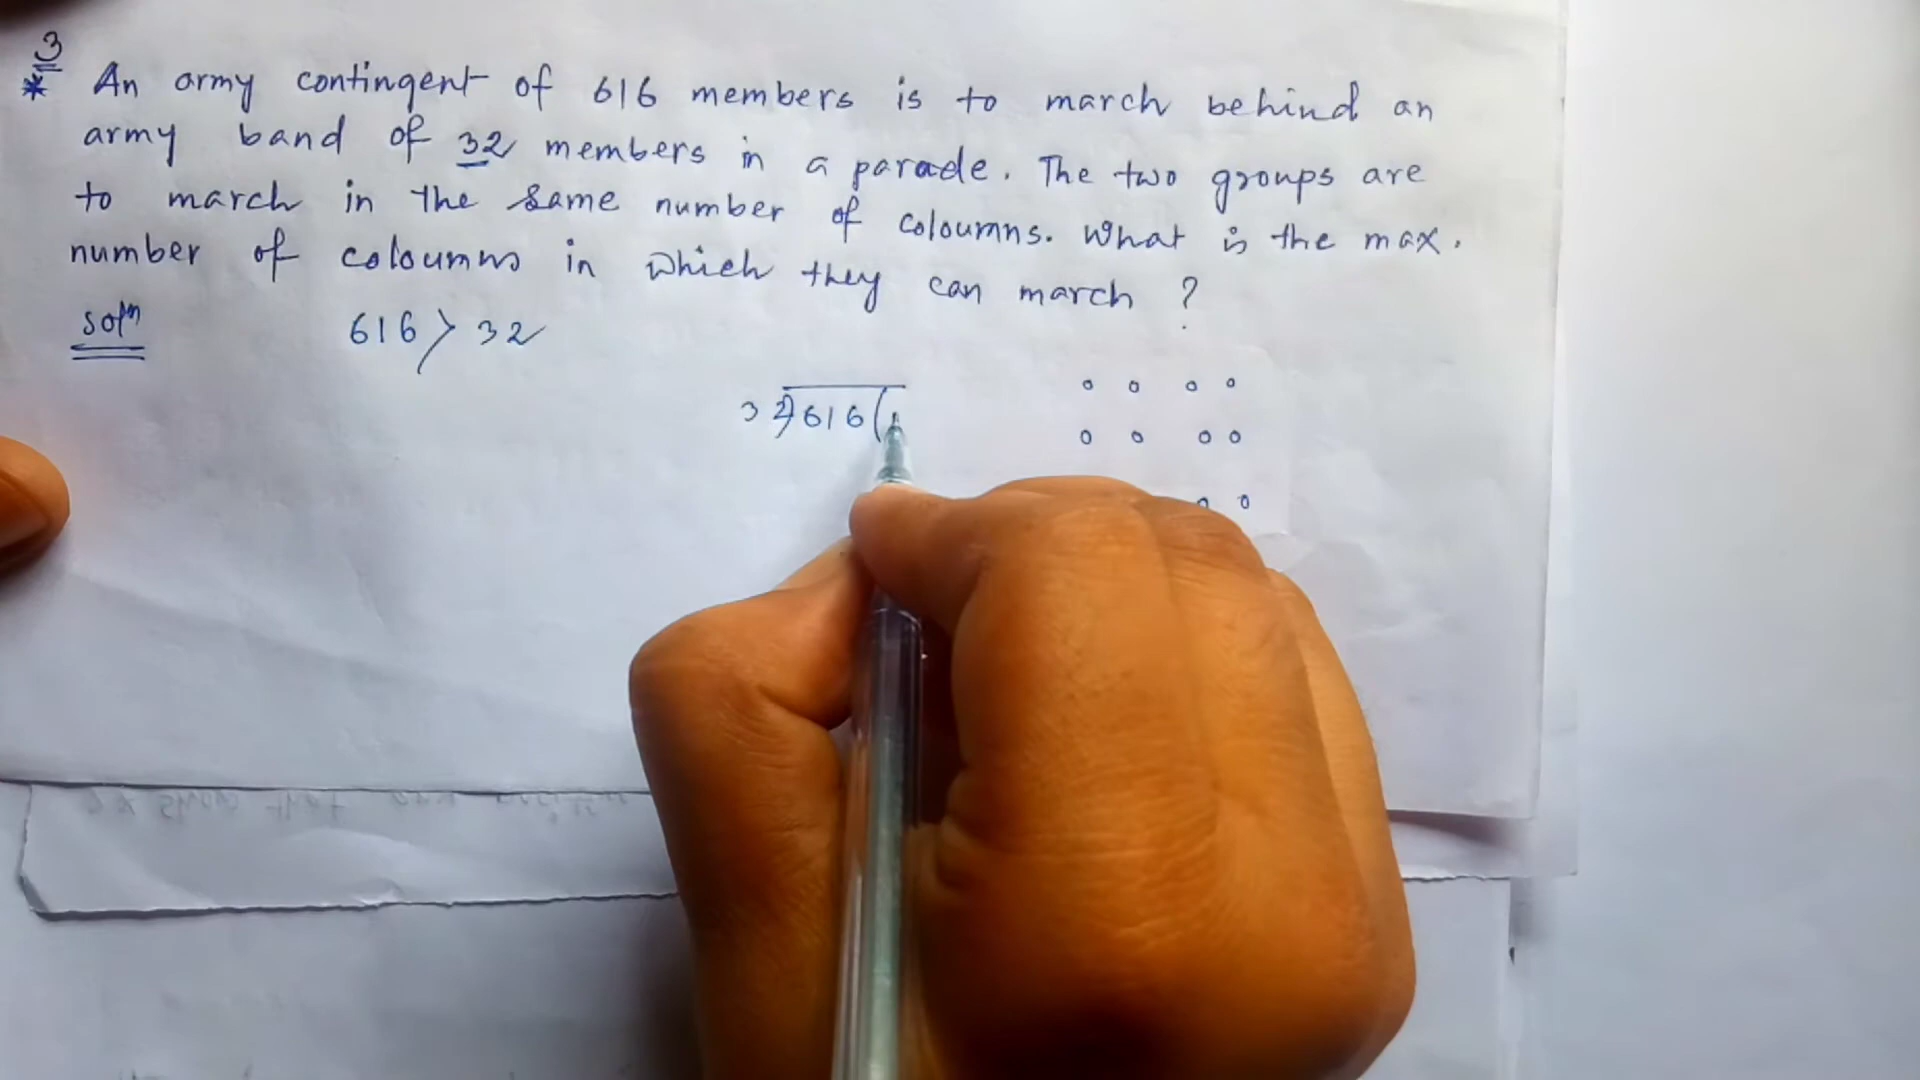 3
* An army contingent of 616 members is to march behind an
army band of 32 members in a parade. The two groups are
to march in the same number of coloumns. What is the max.
number of coloumns in which they can march ?
Solⁿ 616 > 32
32)616(